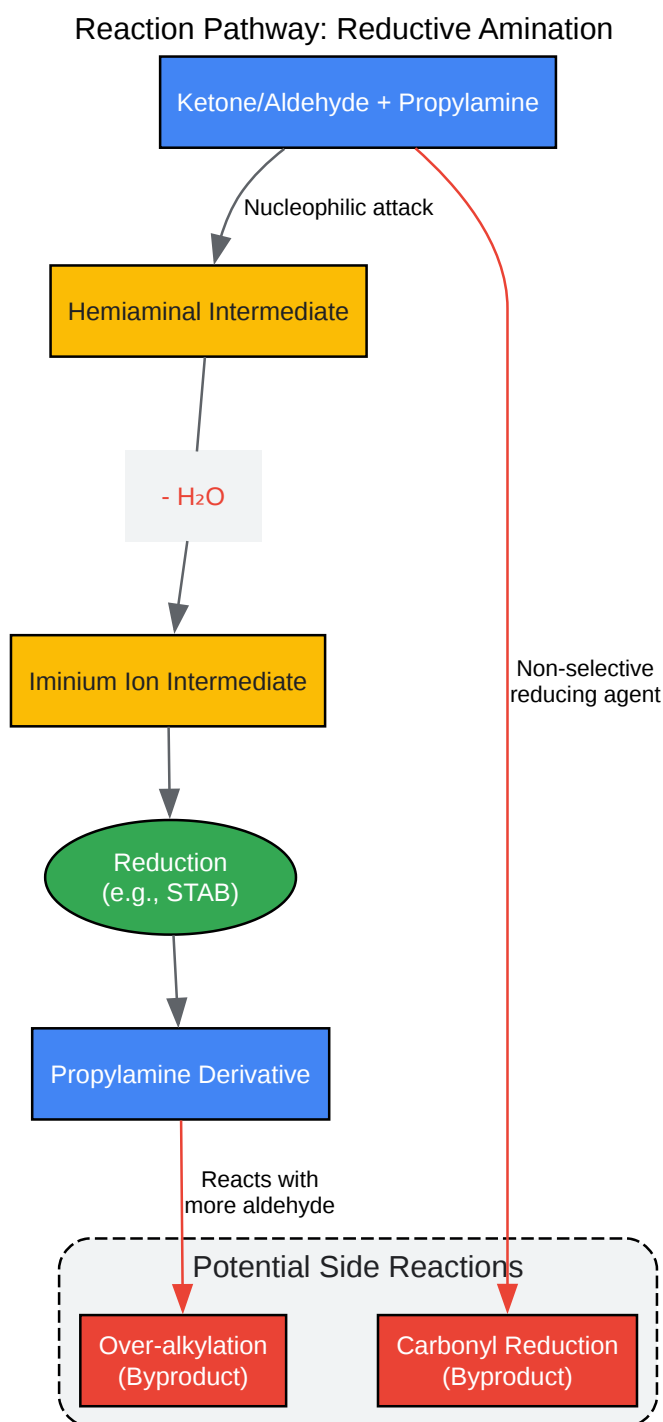 Reaction Pathway: Reductive Amination
Ketone/Aldehyde + Propylamine
Nucleophilic attack
Hemiaminal Intermediate
- H₂O
Iminium Ion Intermediate
Non-selective
reducing agent
Reduction
(e.g., STAB)
Propylamine Derivative
Reacts with
more aldehyde
Potential Side Reactions
Over-alkylation
(Byproduct)
Carbonyl Reduction
(Byproduct)